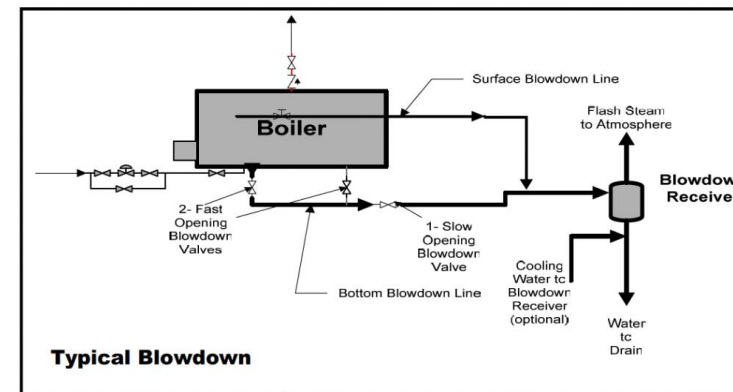 Surface Blowdown Line
Flash Steam
to Atmosphere
Boiler
Blowdow
Receive
2- Fast
Opening
Blowdown
Valves
1- Slow
Opening
Blowdown
Valve
Cooling
Water tc
Blowdown
Receiver
(optional)
Bottom Blowdown Line
Water
tc
Drain
Typical Blowdown